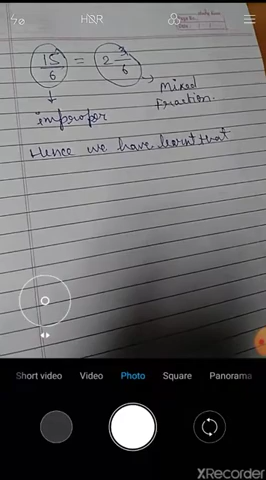 HDR
15/6 = 2 3/6
Mixed
Fraction.
improper
Hence we have learnt that
Short video Video Photo Square Panorama
XRecorder